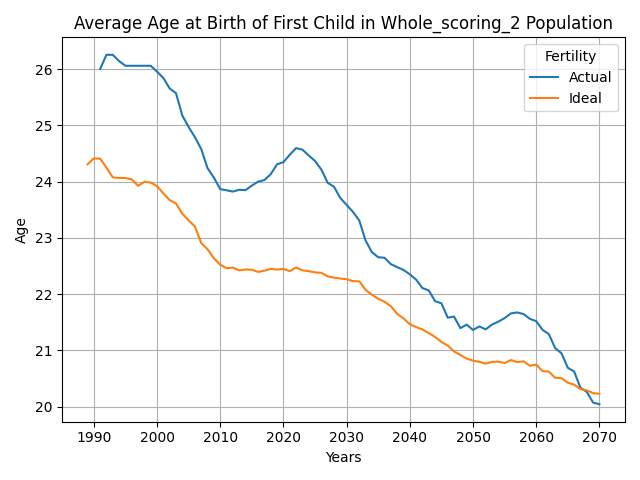 Average Age at Birth of First Child in Whole_scoring_2 Population
Fertility
Actual
Ideal
Age
26
25
24
23
22
21
20
1990 2000 2010 2020 2030 2040 2050 2060 2070
Years